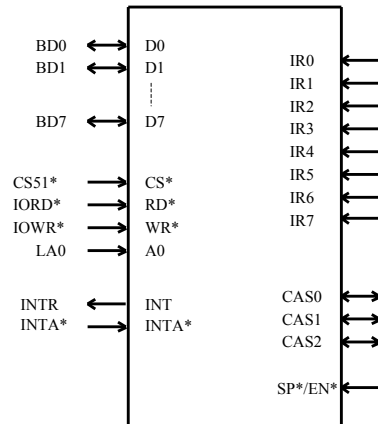 BD0 D0
BD1 D1
BD7 D7
CS51* CS*
IORD* RD*
IOWR* WR*
LA0 A0
INTR INT
INTA* INTA*
IR0
IR1
IR2
IR3
IR4
IR5
IR6
IR7
CAS0
CAS1
CAS2
SP*/EN*